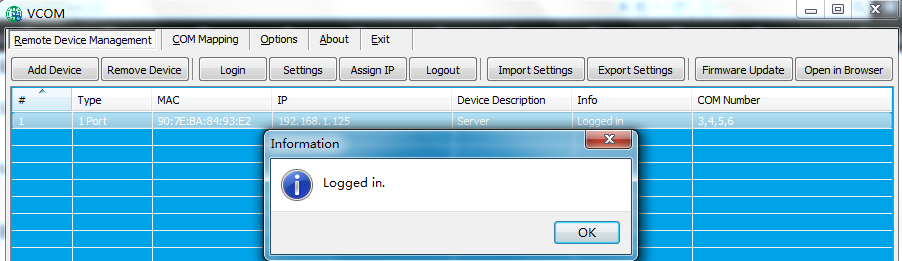 VCOM
Remote Device Management COM Mapping Options About Exit
Add Device Remove Device Login Settings Assign IP Logout Import Settings Export Settings Firmware Update Open in Browser
# Type MAC IP Device Description Info COM Number
1 1 Port 90:7E:BA:84:93:E2 192.168.1.125 Server Logged in 3,4,5,6
Information
Logged in.
OK